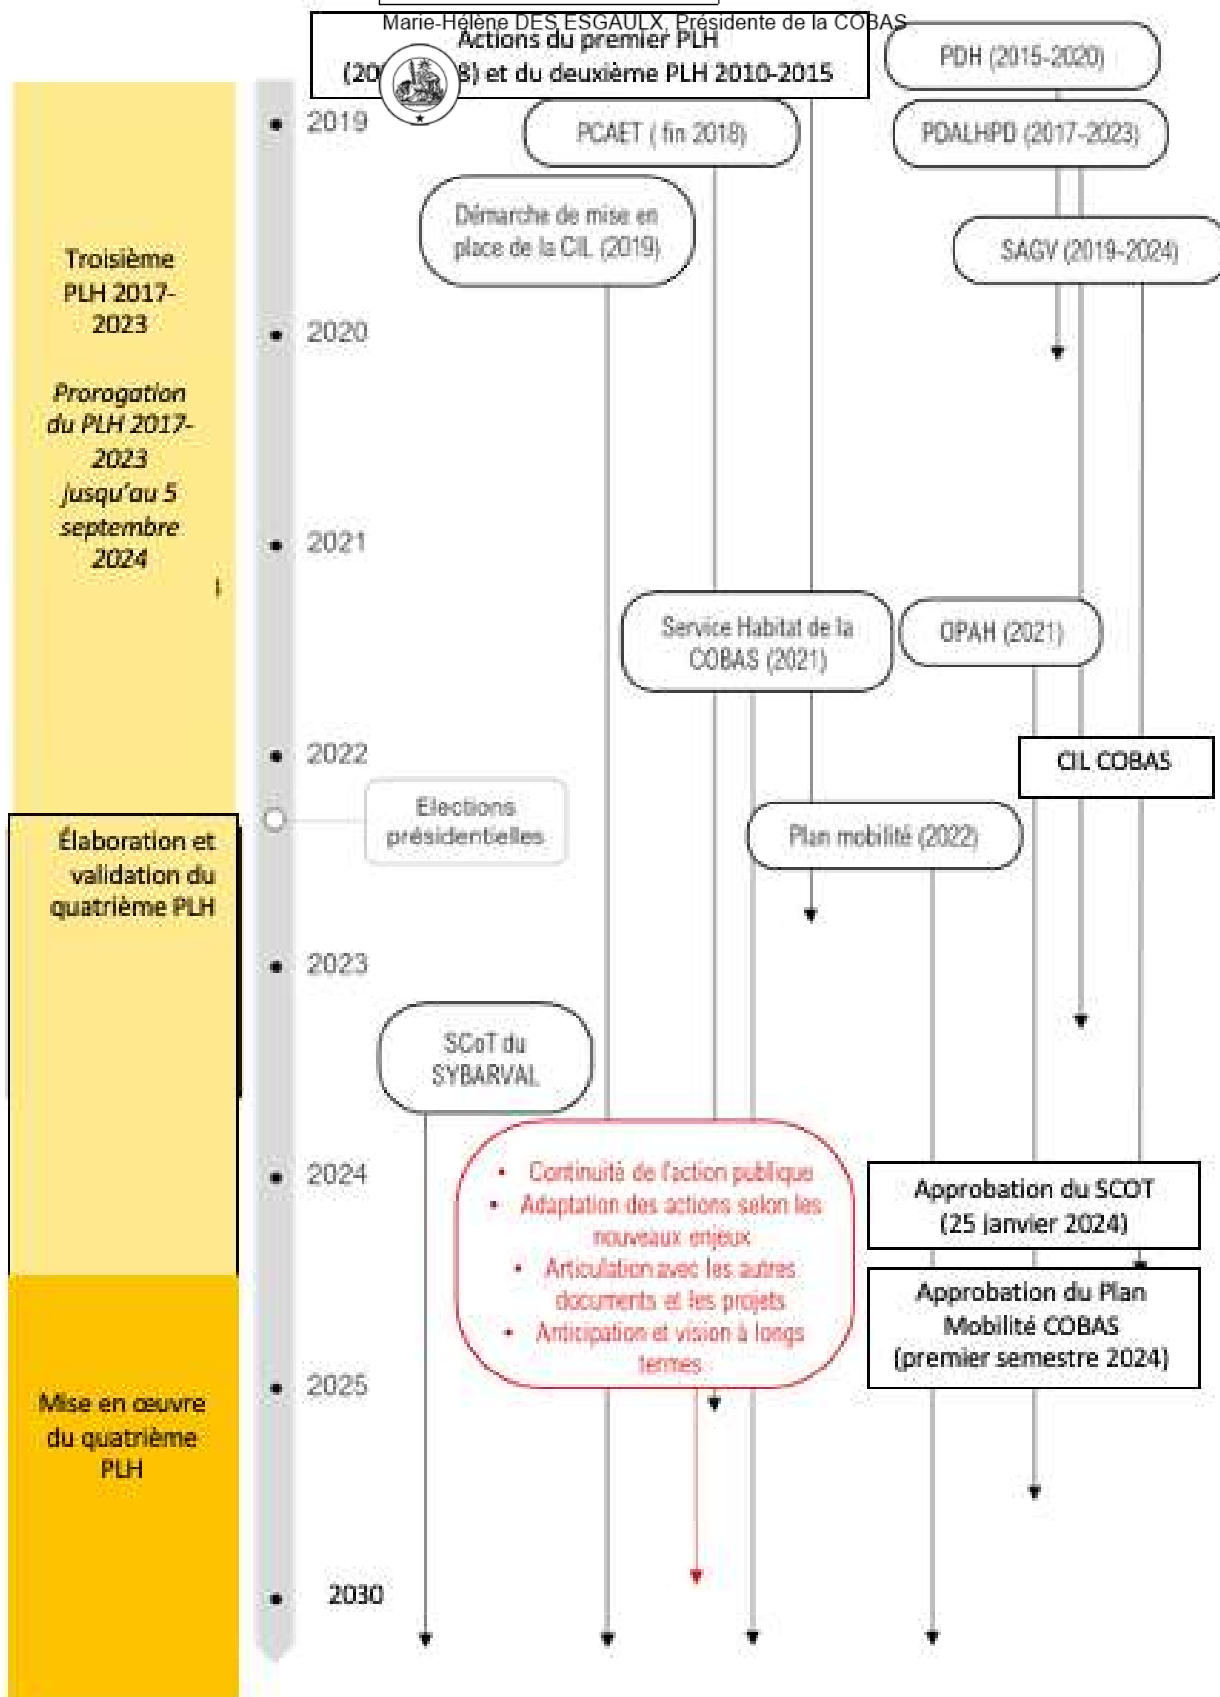 Marie-Hélène DES ESGAULX, Présidente de la COBAS
Actions du premier PLH
(20 8) et du deuxième PLH 2010-2015
PDH (2015-2020)
2019
PCAET ( fin 2018)
PDALHPD (2017-2023)
Démarche de mise en
place de la CIL (2019)
SAGV (2019-2024)
Troisième
PLH 2017-
2023
2020
Prorogation
du PLH 2017-
2023
jusqu'au 5
septembre
2024
2021
Service Habitat de la
COBAS (2021)
OPAH (2021)
2022
CIL COBAS
Elections
présidentielles
Plan mobilité (2022)
Élaboration et
validation du
quatrième PLH
2023
SCoT du
SYBARVAL
2024
• Continuité de l'action publique
• Adaptation des actions selon les
nouveaux enjeux
• Articulation avec les autres
documents et les projets
• Anticipation et vision à longs
termes
Approbation du SCOT
(25 janvier 2024)
Approbation du Plan
Mobilité COBAS
(premier semestre 2024)
2025
Mise en œuvre
du quatrième
PLH
2030